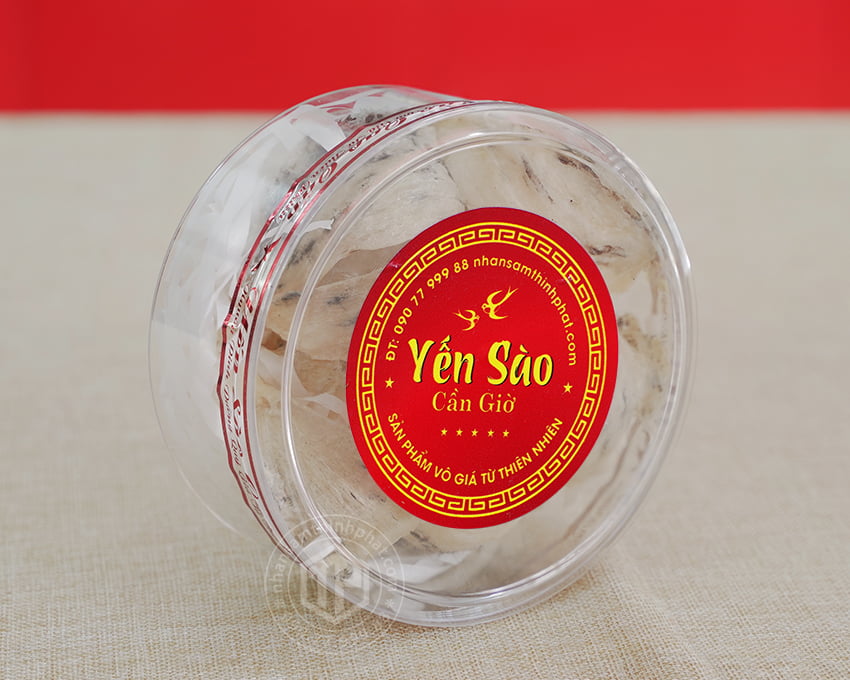 ĐT: 090 77 999 88 nhansamthinhphat.com
Yến Sào
Cần Giờ
SẢN PHẨM VÔ GIÁ TỪ THIÊN NHIÊN